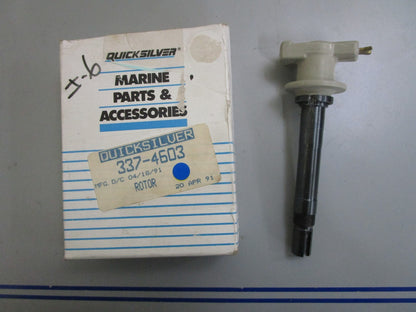 I-6
QUICKSILVER
MARINE
PARTS &
ACCESSORIES
QUICKSILVER
337-4603
MFG D/C 04/18/91
ROTOR
20 APR 91